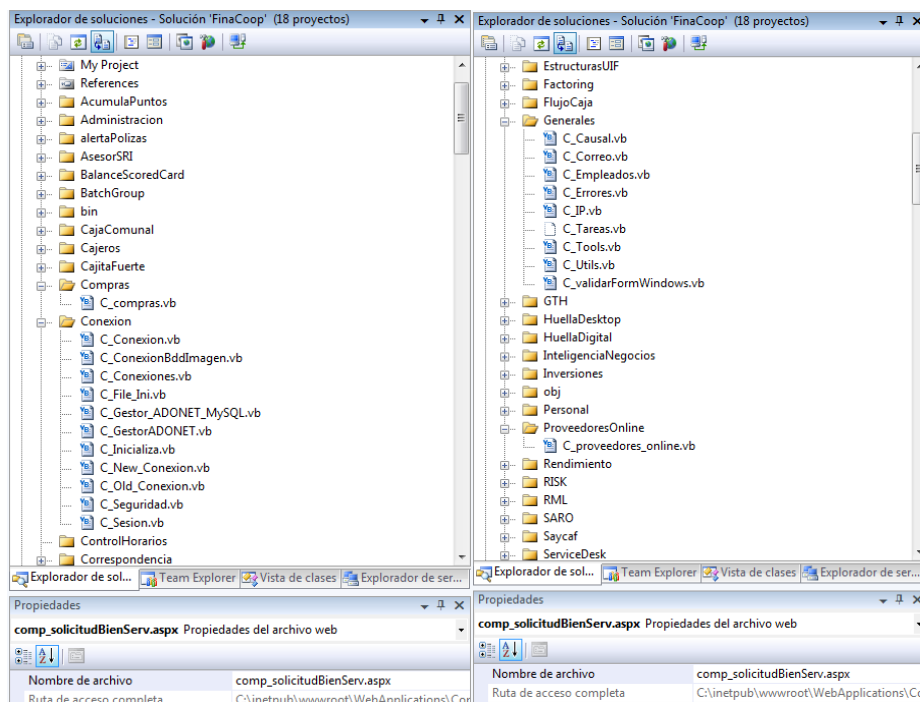 Explorador de soluciones - Solución 'FinaCoop' (18 proyectos)
My Project
References
AcumulaPuntos
Administracion
alertaPolizas
AsesorSRI
BalanceScoredCard
BatchGroup
bin
CajaComunal
Cajeros
CajitaFuerte
Compras
C_compras.vb
Conexion
C_Conexion.vb
C_ConexionBddImagen.vb
C_Conexiones.vb
C_File_Ini.vb
C_Gestor_ADONET_MySQL.vb
C_GestorADONET.vb
C_Inicializa.vb
C_New_Conexion.vb
C_Old_Conexion.vb
C_Seguridad.vb
C_Sesion.vb
ControlHorarios
Correspondencia
Explorador de sol... Team Explorer Vista de clases Explorador de ser...
Propiedades
comp_solicitudBienServ.aspx Propiedades del archivo web
Nombre de archivo comp_solicitudBienServ.aspx
Ruta de acceso completa C:\inetpub\wwwroot\WebApplications\Cor
Explorador de soluciones - Solución 'FinaCoop' (18 proyectos)
EstructurasUIF
Factoring
FlujoCaja
Generales
C_Causal.vb
C_Correo.vb
C_Empleados.vb
C_Errores.vb
C_IP.vb
C_Tareas.vb
C_Tools.vb
C_Utils.vb
C_validarFormWindows.vb
GTH
HuellaDesktop
HuellaDigital
InteligenciaNegocios
Inversiones
obj
Personal
ProveedoresOnline
C_proveedores_online.vb
Rendimiento
RISK
RML
SARO
Saycaf
ServiceDesk
Explorador de sol... Team Explorer Vista de clases Explorador de ser...
Propiedades
comp_solicitudBienServ.aspx Propiedades del archivo web
Nombre de archivo comp_solicitudBienServ.aspx
Ruta de acceso completa C:\inetpub\wwwroot\WebApplications\Co